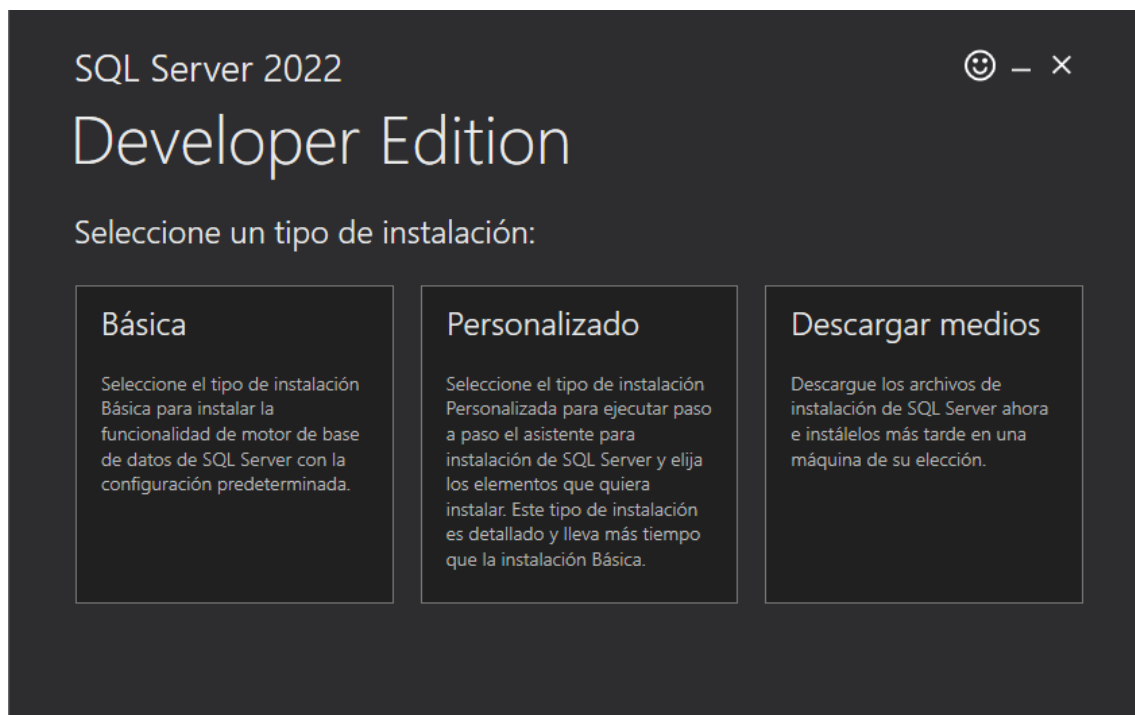 SQL Server 2022
Developer Edition
Seleccione un tipo de instalación:
Básica
Seleccione el tipo de instalación
Básica para instalar la
funcionalidad de motor de base
de datos de SQL Server con la
configuración predeterminada.
Personalizado
Seleccione el tipo de instalación
Personalizada para ejecutar paso
a paso el asistente para
instalación de SQL Server y elija
los elementos que quiera
instalar. Este tipo de instalación
es detallado y lleva más tiempo
que la instalación Básica.
Descargar medios
Descargue los archivos de
instalación de SQL Server ahora
e instálelos más tarde en una
máquina de su elección.